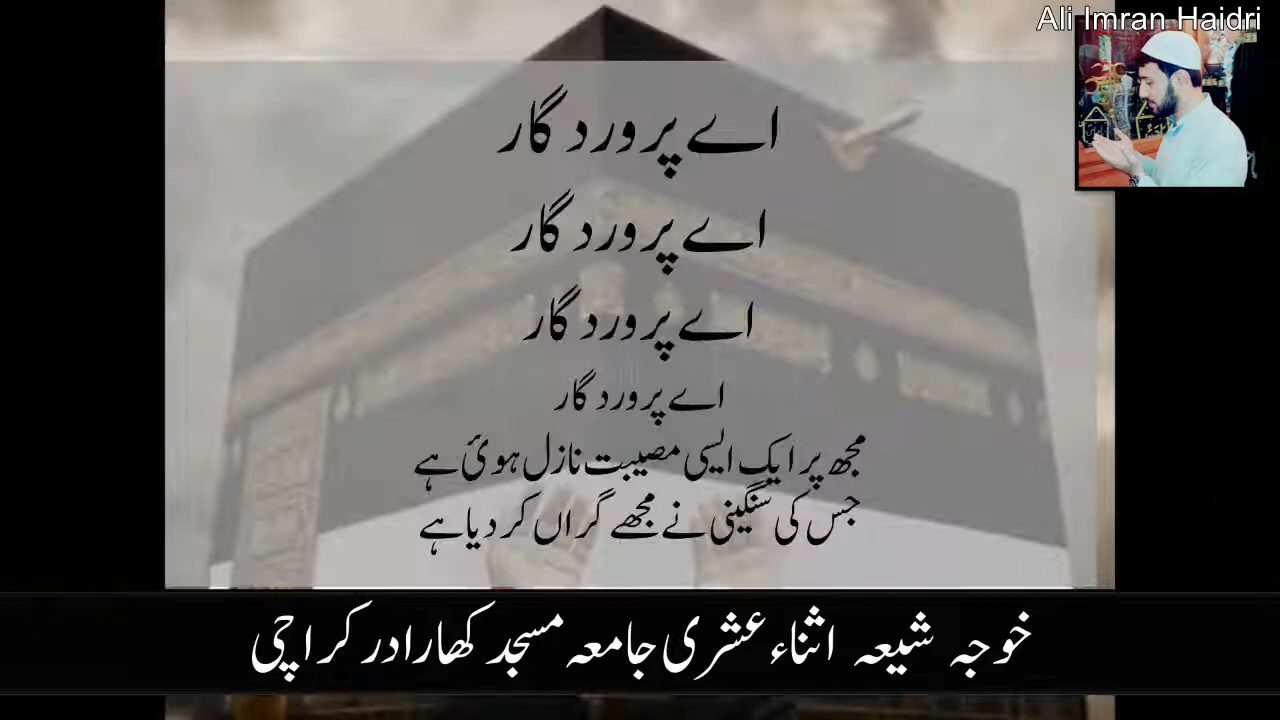 Ali Imran Haidri
اے پروردگار
اے پروردگار
اے پروردگار
اے پروردگار
مجھ پر ایک ایسی مصیبت نازل ہوئ ہے
جس کی سنگینی نے مجھے گراں کر دیا ہے
خوجہ شیعہ اثناء عشری جامعہ مسجد کھارادر کراچی